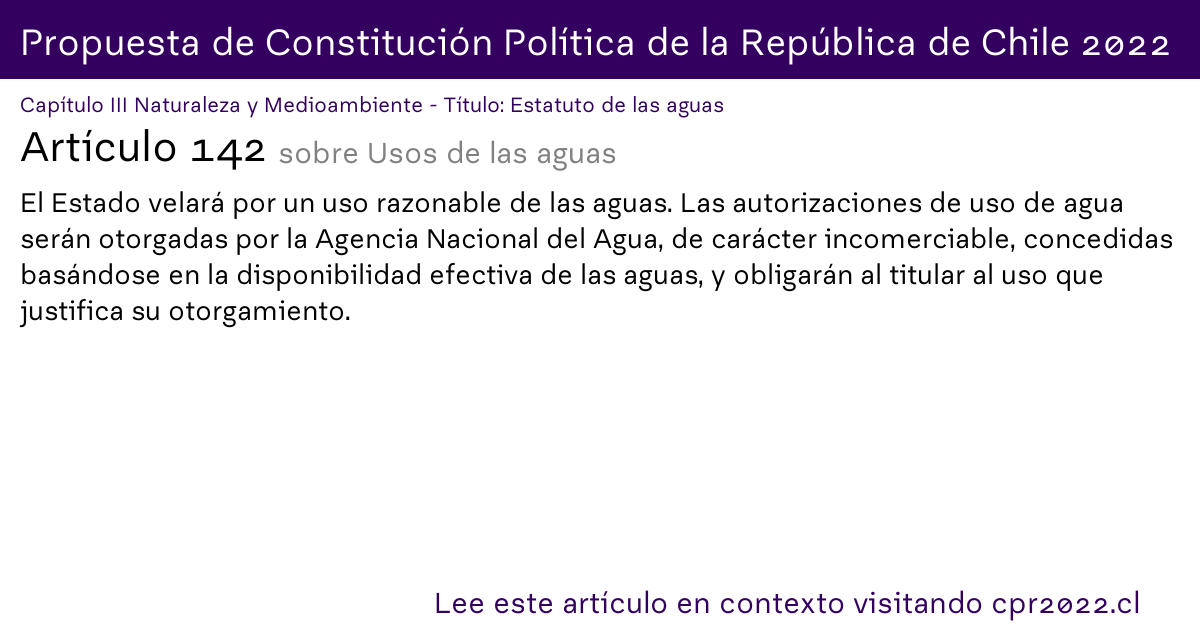 Propuesta de Constitución Política de la República de Chile 2022
Capítulo III Naturaleza y Medioambiente - Título: Estatuto de las aguas
Artículo 142 sobre Usos de las aguas
El Estado velará por un uso razonable de las aguas. Las autorizaciones de uso de agua
serán otorgadas por la Agencia Nacional del Agua, de carácter incomerciable, concedidas
basándose en la disponibilidad efectiva de las aguas, y obligarán al titular al uso que
justifica su otorgamiento.
Lee este artículo en contexto visitando cpr2022.cl